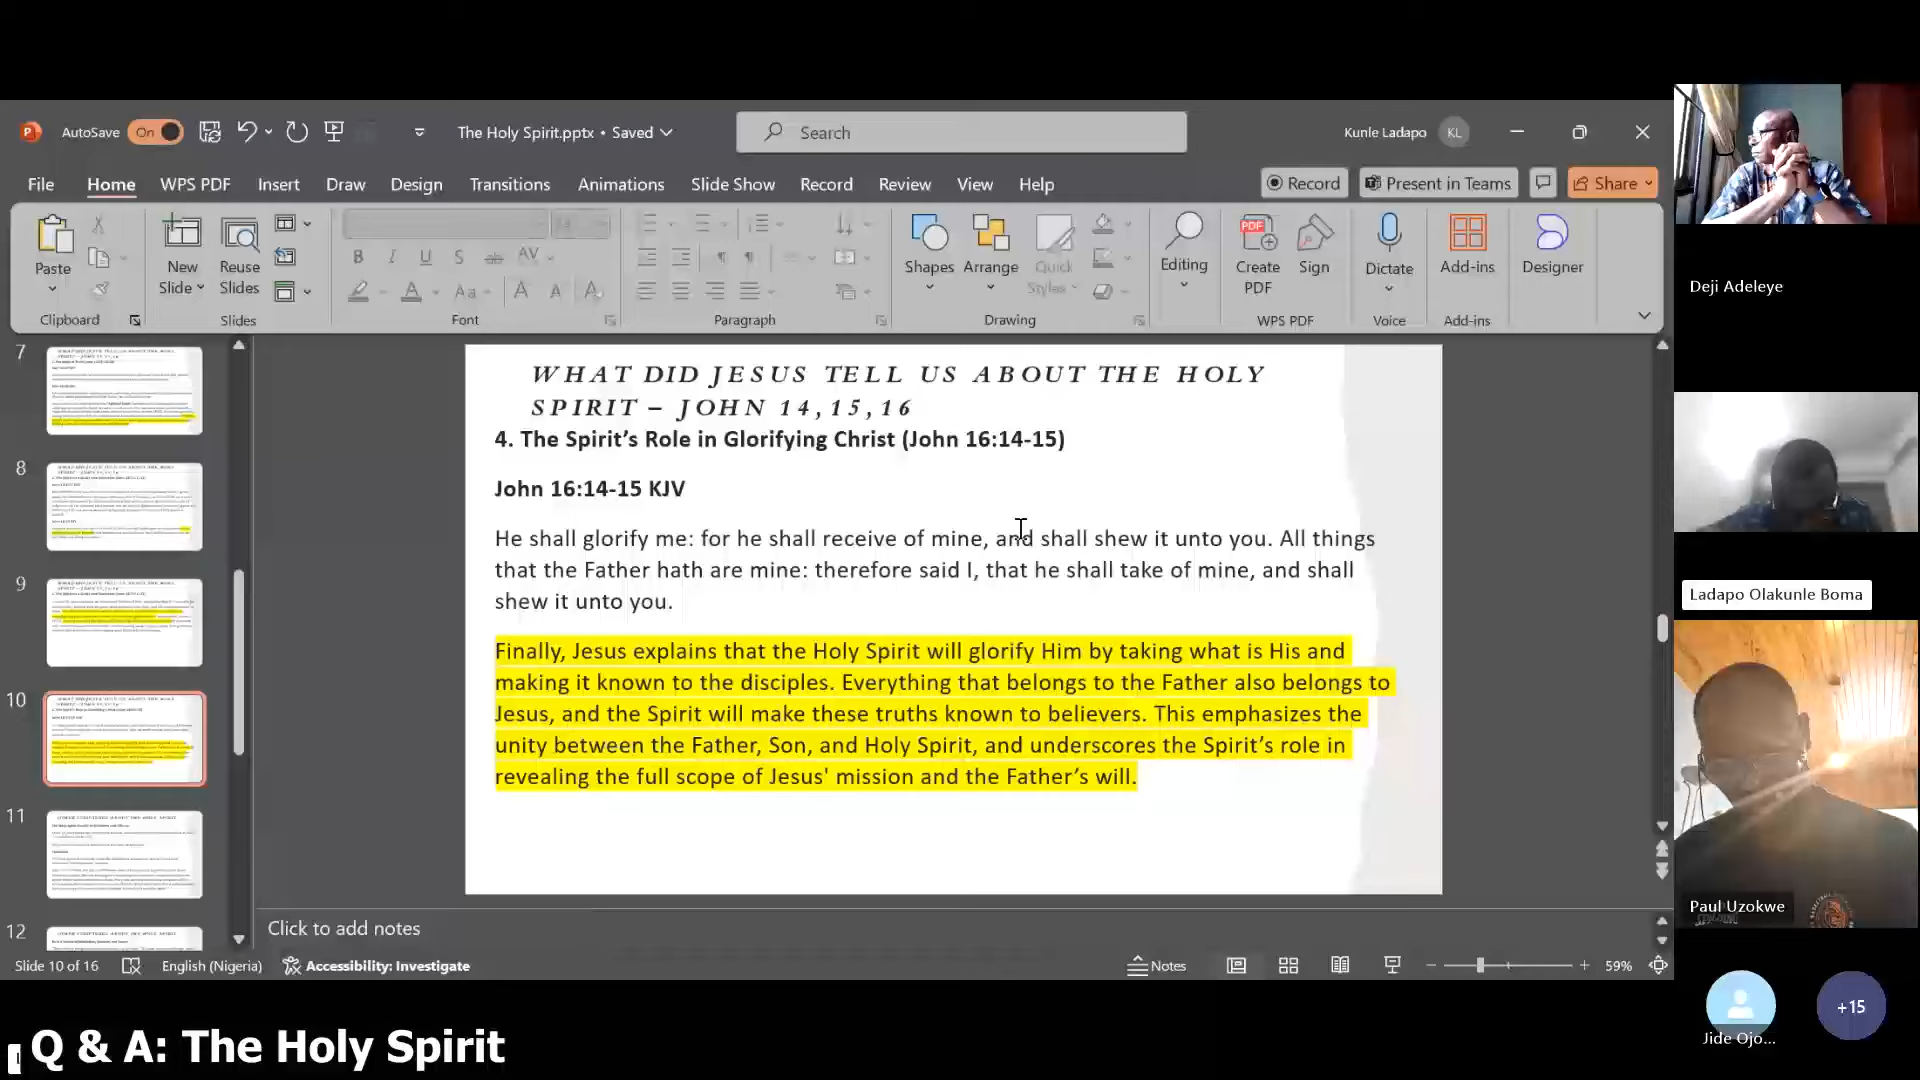 AutoSave On The Holy Spirit.pptx • Saved Search Kunle Ladapo KL
File Home WPS PDF Insert Draw Design Transitions Animations Slide Show Record Review View Help Record Present in Teams Share
Paste New Slide Reuse Slides B I U S ab AV Aa A A A Shapes Arrange Quick Styles Editing Create PDF Sign Dictate Add-ins Designer
Clipboard Slides Font Paragraph Drawing WPS PDF Voice Add-ins
7
8
9
10
11
12
WHAT DID JESUS TELL US ABOUT THE HOLY
SPIRIT – JOHN 14,15,16
4. The Spirit’s Role in Glorifying Christ (John 16:14-15)
John 16:14-15 KJV
He shall glorify me: for he shall receive of mine, and shall shew it unto you. All things
that the Father hath are mine: therefore said I, that he shall take of mine, and shall
shew it unto you.
Finally, Jesus explains that the Holy Spirit will glorify Him by taking what is His and
making it known to the disciples. Everything that belongs to the Father also belongs to
Jesus, and the Spirit will make these truths known to believers. This emphasizes the
unity between the Father, Son, and Holy Spirit, and underscores the Spirit’s role in
revealing the full scope of Jesus' mission and the Father’s will.
Click to add notes
Slide 10 of 16 English (Nigeria) Accessibility: Investigate Notes 59%
Deji Adeleye
Ladapo Olakunle Boma
Paul Uzokwe
Jide Ojo...
+15
Q & A: The Holy Spirit